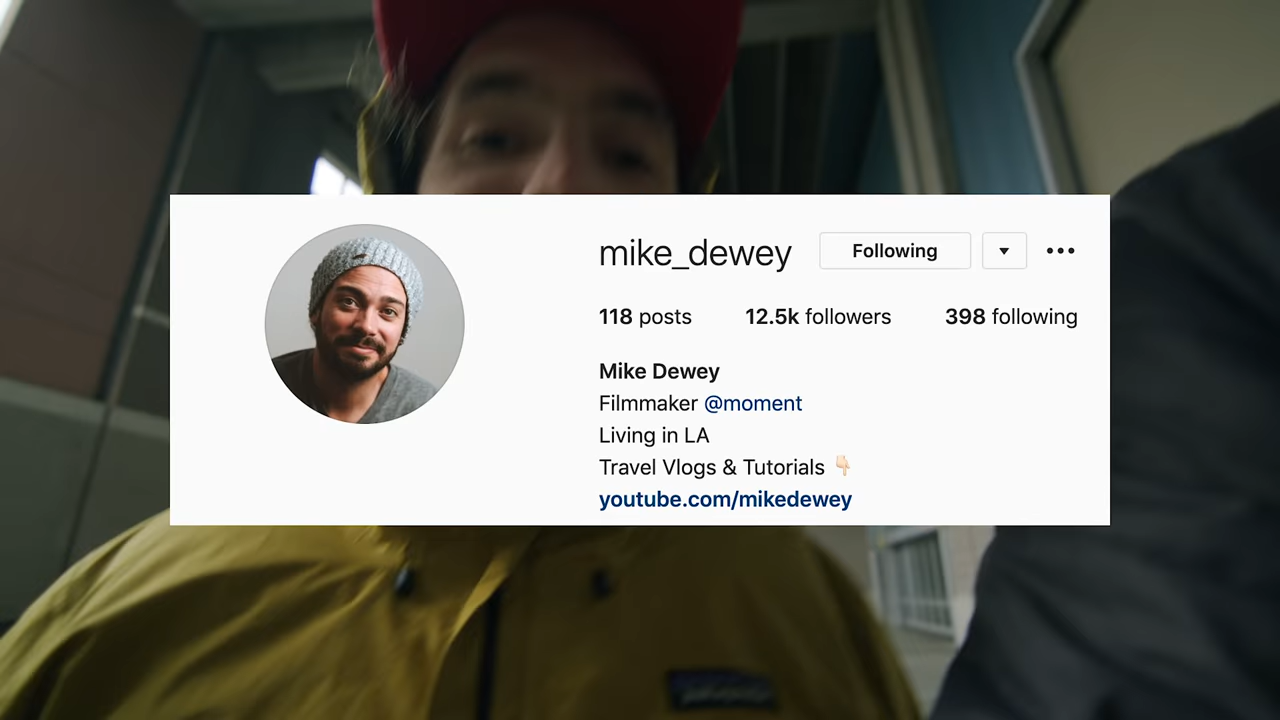 mike_dewey Following
118 posts 12.5k followers 398 following
Mike Dewey
Filmmaker @moment
Living in LA
Travel Vlogs & Tutorials 👇🏻
youtube.com/mikedewey